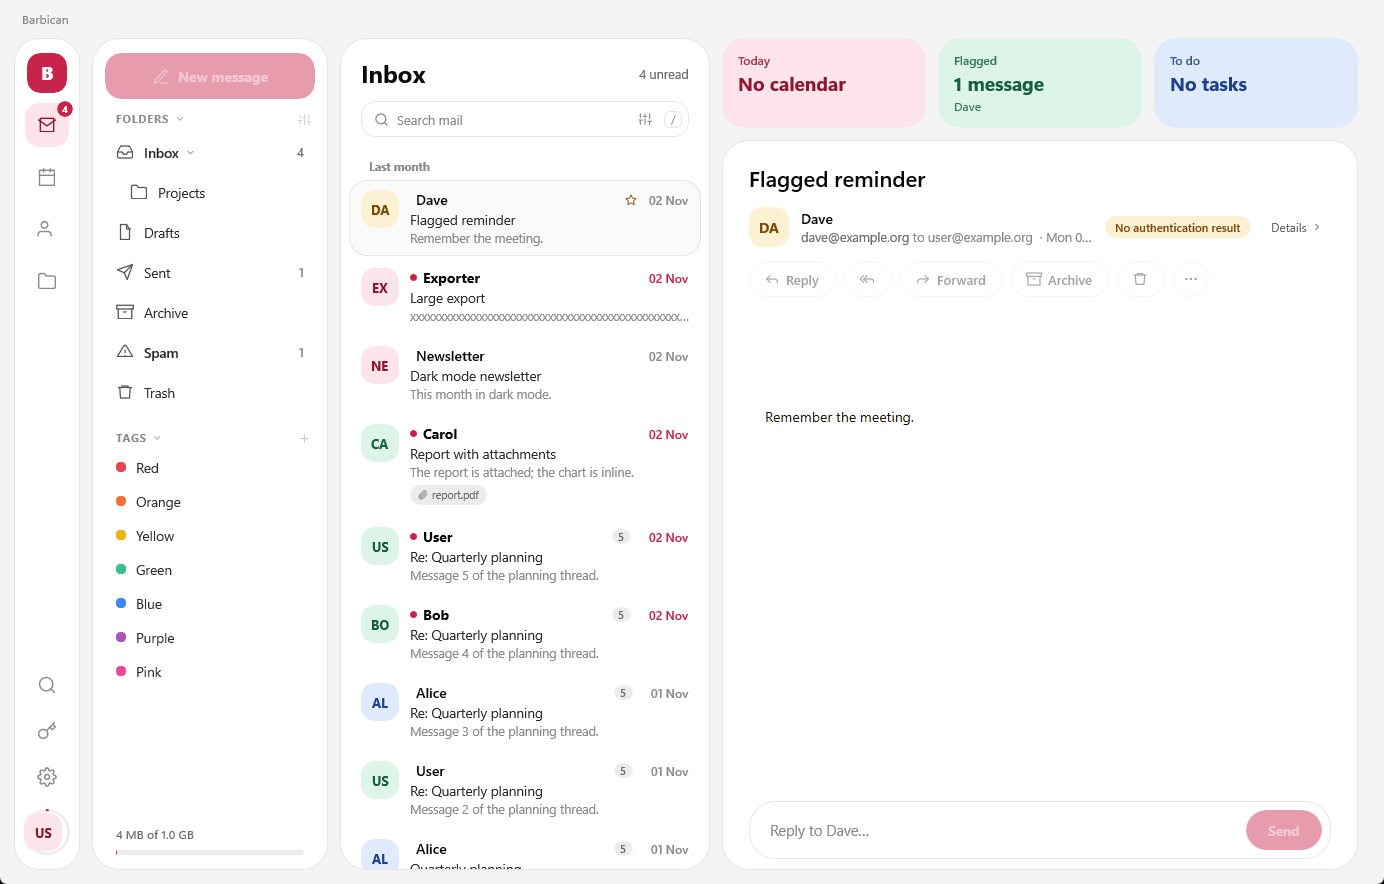 Barbican
B
4
New message
FOLDERS
Inbox 4
Projects
Drafts
Sent 1
Archive
Spam 1
Trash
TAGS
Red
Orange
Yellow
Green
Blue
Purple
Pink
4 MB of 1.0 GB
US
Inbox 4 unread
Search mail /
Last month
DA Dave 02 Nov
Flagged reminder
Remember the meeting.
EX Exporter 02 Nov
Large export
NE Newsletter 02 Nov
Dark mode newsletter
This month in dark mode.
CA Carol 02 Nov
Report with attachments
The report is attached; the chart is inline.
report.pdf
US User 5 02 Nov
Re: Quarterly planning
Message 5 of the planning thread.
BO Bob 5 02 Nov
Re: Quarterly planning
Message 4 of the planning thread.
AL Alice 5 01 Nov
Re: Quarterly planning
Message 3 of the planning thread.
US User 5 01 Nov
Re: Quarterly planning
Message 2 of the planning thread.
AL Alice 5 01 Nov
Quarterly planning
Today
No calendar
Flagged
1 message
Dave
To do
No tasks
Flagged reminder
DA Dave
dave@example.org to user@example.org · Mon 0...
No authentication result
Details
Reply
Forward
Archive
Remember the meeting.
Reply to Dave...
Send